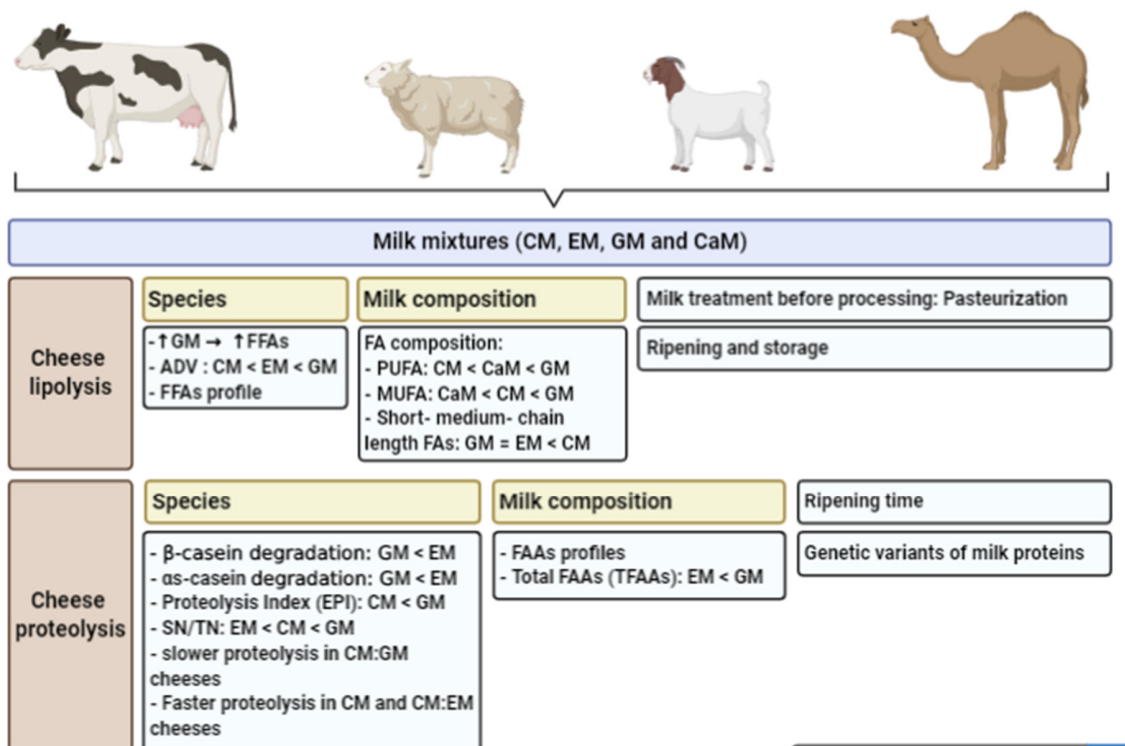 Milk mixtures (CM, EM, GM and CaM)
Cheese
lipolysis
Species
-↑GM → ↑FFAs
- ADV : CM < EM < GM
- FFAs profile
Milk composition
FA composition:
- PUFA: CM < CaM < GM
- MUFA: CaM < CM < GM
- Short- medium- chain
length FAs: GM = EM < CM
Milk treatment before processing: Pasteurization
Ripening and storage
Cheese
proteolysis
Species
- β-casein degradation: GM < EM
- αs-casein degradation: GM < EM
- Proteolysis Index (EPI): CM < GM
- SN/TN: EM < CM < GM
- slower proteolysis in CM:GM
cheeses
- Faster proteolysis in CM and CM:EM
cheeses
Milk composition
- FAAs profiles
- Total FAAs (TFAAs): EM < GM
Ripening time
Genetic variants of milk proteins